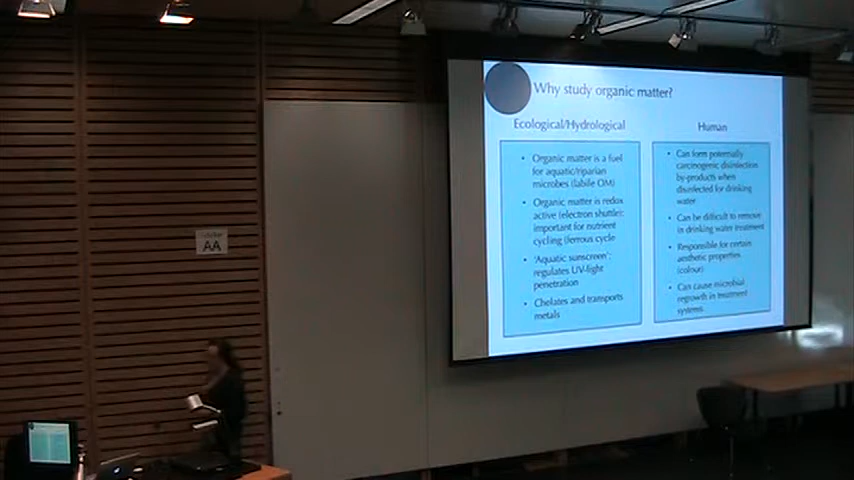 Why study organic matter?
Ecological/Hydrological
• Organic matter is a fuel
for aquatic/riparian
microbes (labile OM)
• Organic matter is redox
active (electron shuttle):
important for nutrient
cycling (ferrous cycle
• 'Aquatic sunscreen':
regulates UV-light
penetration
• Chelates and transports
metals
Human
• Can form potentially
carcinogenic disinfection
by-products when
disinfected for drinking
water
• Can be difficult to remove
in drinking water treatment
• Responsible for certain
aesthetic properties
(colour)
• Can cause microbial
regrowth in treatment
systems
AA